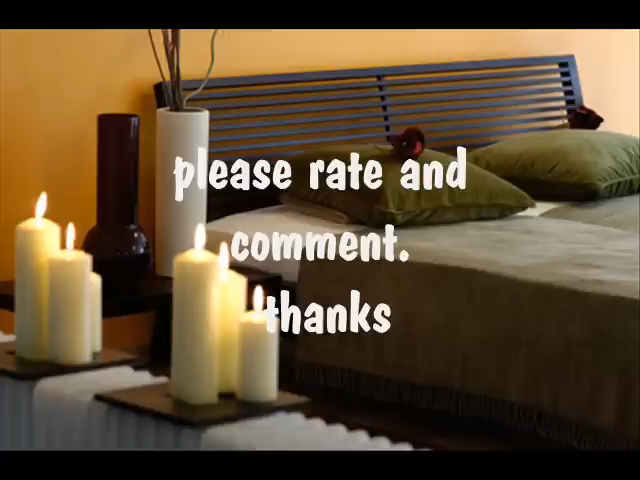 please rate and
comment.
thanks